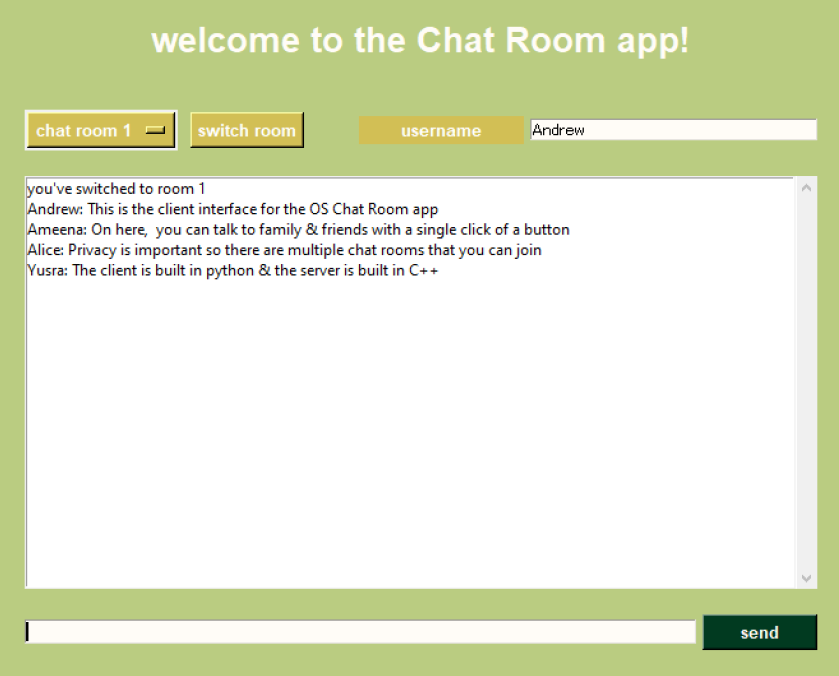 welcome to the Chat Room app!
chat room 1 switch room username Andrew
you've switched to room 1
Andrew: This is the client interface for the OS Chat Room app
Ameena: On here,  you can talk to family & friends with a single click of a button
Alice: Privacy is important so there are multiple chat rooms that you can join
Yusra: The client is built in python & the server is built in C++
send